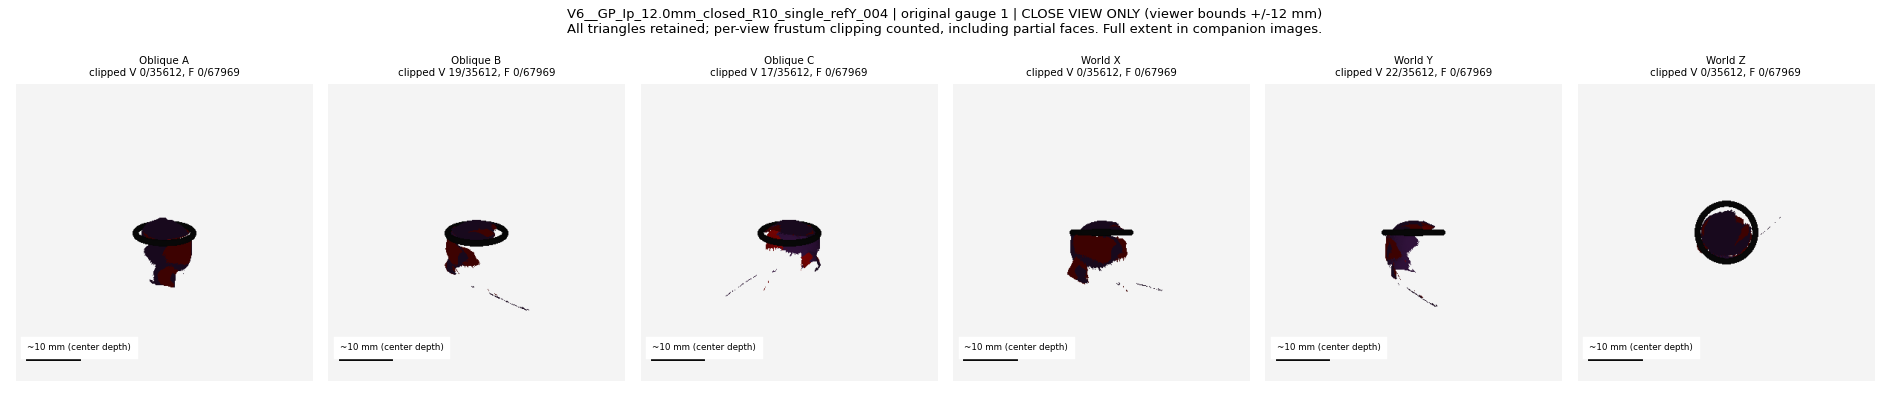 V6__GP_Ip_12.0mm_closed_R10_single_refY_004 | original gauge 1 | CLOSE VIEW ONLY (viewer bounds +/-12 mm)
All triangles retained; per-view frustum clipping counted, including partial faces. Full extent in companion images.
Oblique A
clipped V 0/35612, F 0/67969
Oblique B
clipped V 19/35612, F 0/67969
Oblique C
clipped V 17/35612, F 0/67969
World X
clipped V 0/35612, F 0/67969
World Y
clipped V 22/35612, F 0/67969
World Z
clipped V 0/35612, F 0/67969
~10 mm (center depth)
~10 mm (center depth)
~10 mm (center depth)
~10 mm (center depth)
~10 mm (center depth)
~10 mm (center depth)